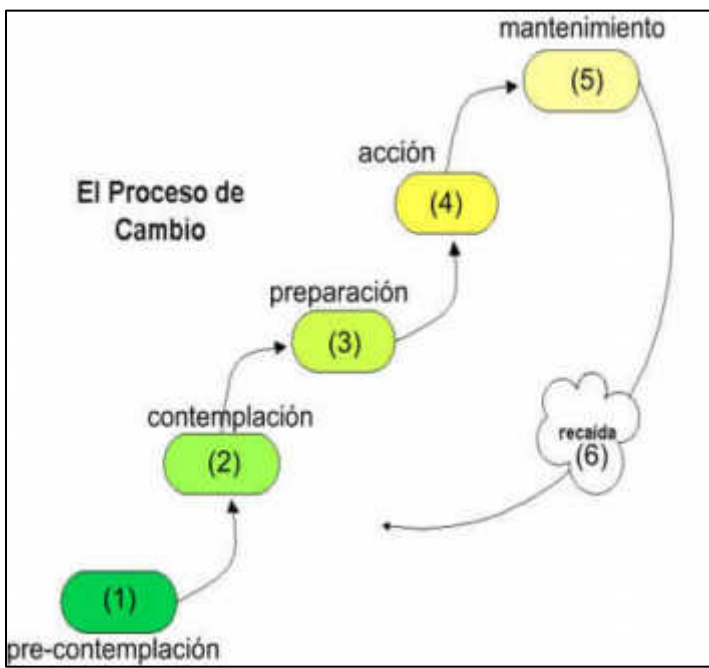 mantenimiento
(5)
acción
(4)
El Proceso de
Cambio
preparación
(3)
contemplación
(2)
recaída
(6)
(1)
pre-contemplación